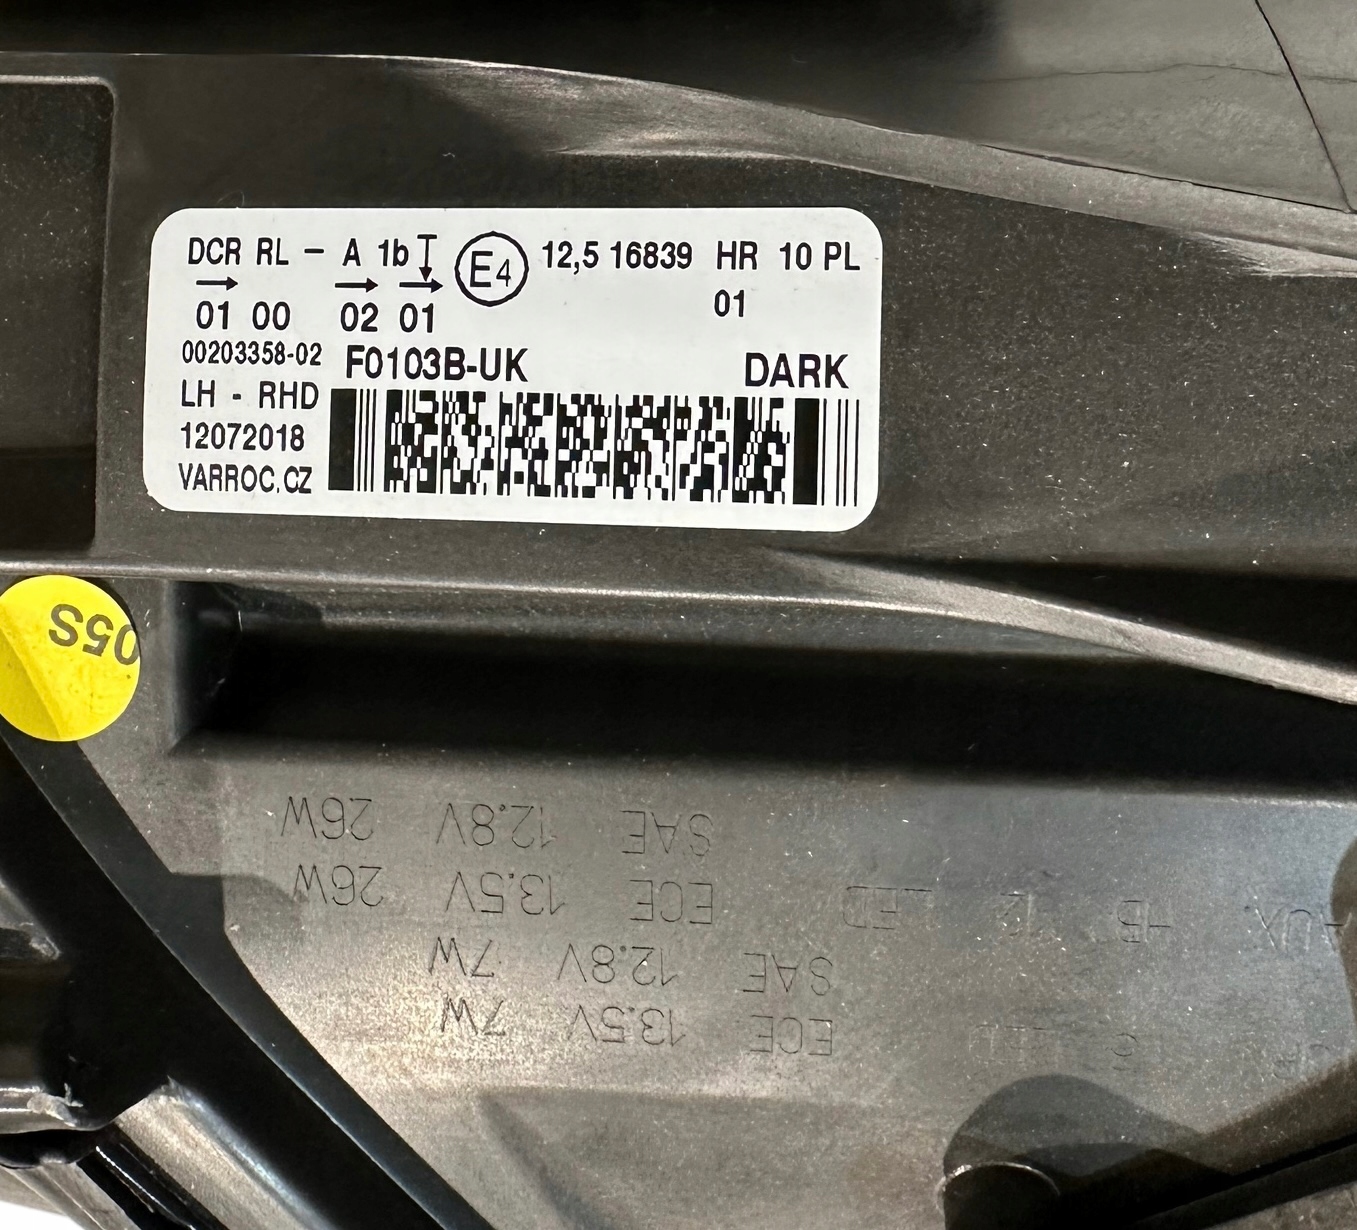 DCR RL - A 1b E4 12,5 16839 HR 10 PL
01 00 02 01 01
00203358-02 F0103B-UK DARK
LH - RHD
12072018
VARROC.CZ
05S
ECE 13.5V 7W
SAE 12.8V 7W
LED ECE 13.5V 26W
SAE 12.8V 26W